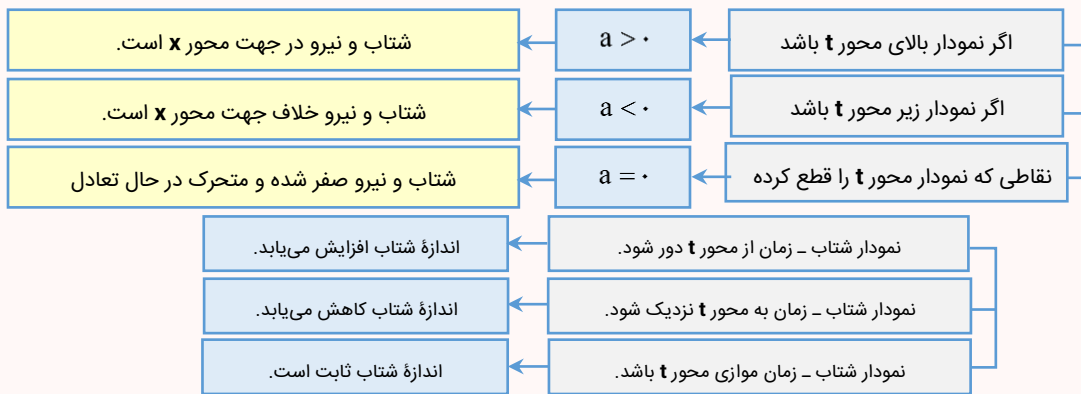 اگر نمودار بالای محور t باشد
a > ۰
شتاب و نیرو در جهت محور x است.
اگر نمودار زیر محور t باشد
a < ۰
شتاب و نیرو خلاف جهت محور x است.
نقاطی که نمودار محور t را قطع کرده
a = ۰
شتاب و نیرو صفر شده و متحرک در حال تعادل
نمودار شتاب ـ زمان از محور t دور شود.
اندازهٔ شتاب افزایش می‌یابد.
نمودار شتاب ـ زمان به محور t نزدیک شود.
اندازهٔ شتاب کاهش می‌یابد.
نمودار شتاب ـ زمان موازی محور t باشد.
اندازهٔ شتاب ثابت است.